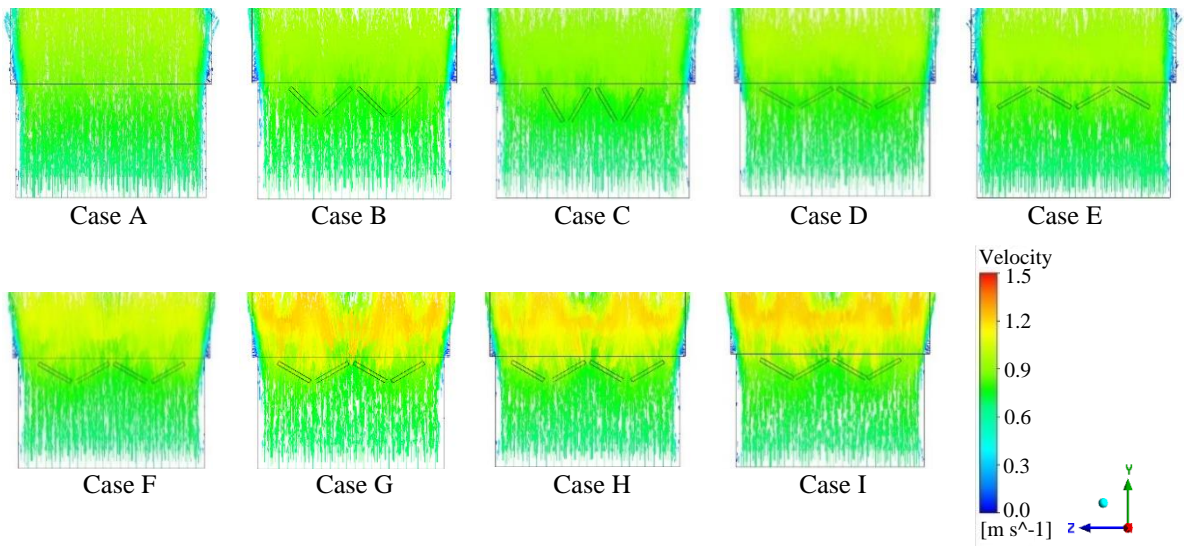 Case A
Case B
Case C
Case D
Case E
Velocity
1.5
1.2
0.9
0.6
0.3
0.0
[m s^-1]
Y
Z
Case F
Case G
Case H
Case I